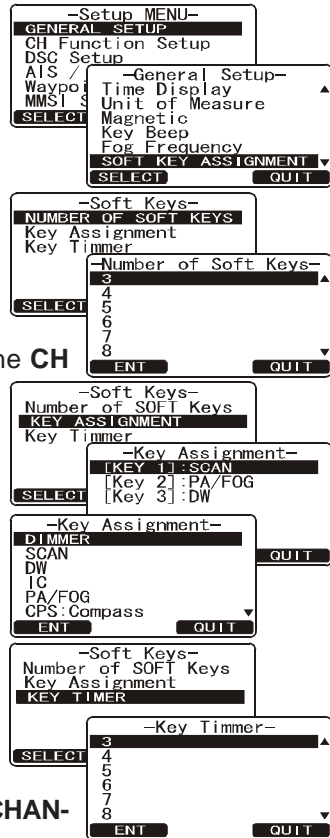 –Setup MENU–
GENERAL SETUP
CH Function Setup
DSC Setup
AIS /
Waypoi
MMSI S
SELECT
–General Setup–
Time Display
Unit of Measure
Magnetic
Key Beep
Fog Frequency
SOFT KEY ASSIGNMENT
SELECT QUIT
–Soft Keys–
NUMBER OF SOFT KEYS
Key Assignment
Key Timmer
SELECT
–Number of Soft Keys–
3
4
5
6
7
8
ENT QUIT
ne CH
–Soft Keys–
Number of SOFT Keys
KEY ASSIGNMENT
Key Timmer
SELECT
–Key Assignment–
[KEY 1]:SCAN
[Key 2]:PA/FOG
[Key 3]:DW
QUIT
–Key Assignment–
DIMMER
SCAN
DW
IC
PA/FOG
CPS:Compass
ENT QUIT
–Soft Keys–
Number of SOFT Keys
Key Assignment
KEY TIMER
SELECT
–Key Timmer–
3
4
5
6
7
8
ENT QUIT
CHAN-